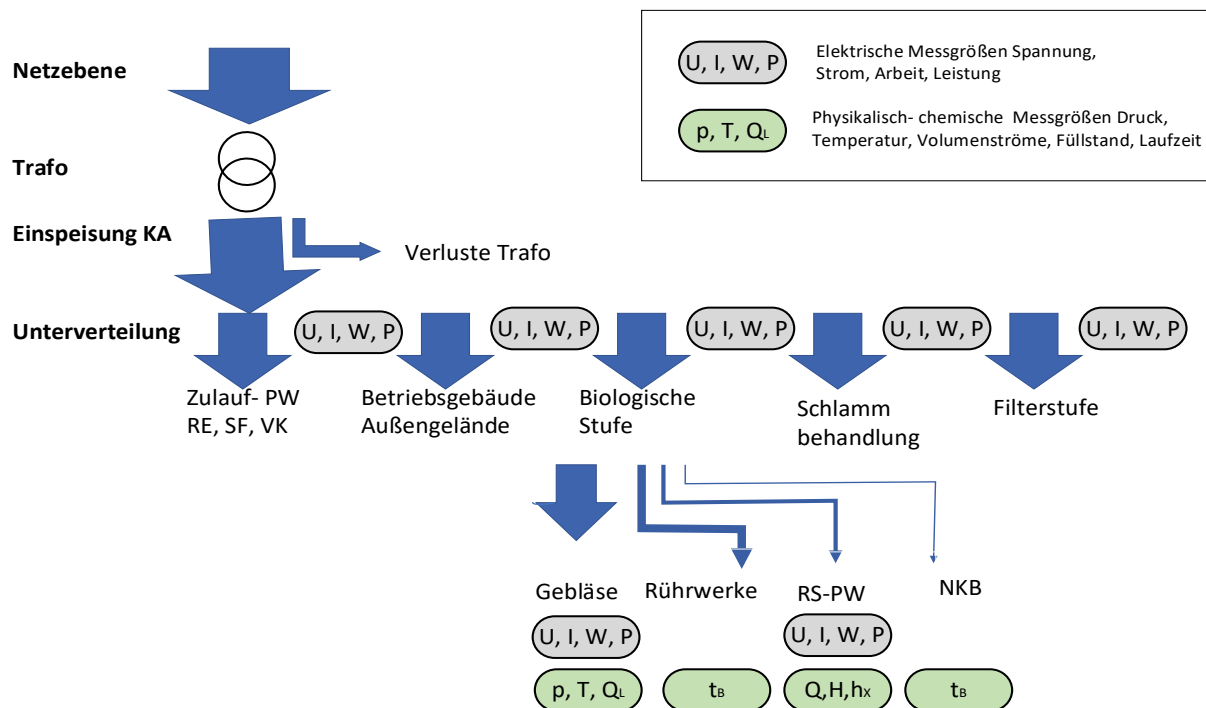 Netzebene
U, I, W, P
Elektrische Messgrößen Spannung,
Strom, Arbeit, Leistung
p, T, QL
Physikalisch- chemische Messgrößen Druck,
Temperatur, Volumenströme, Füllstand, Laufzeit
Trafo
Einspeisung KA
Verluste Trafo
Unterverteilung
U, I, W, P
U, I, W, P
U, I, W, P
U, I, W, P
U, I, W, P
Zulauf- PW
RE, SF, VK
Betriebsgebäude
Außengelände
Biologische
Stufe
Schlamm
behandlung
Filterstufe
Gebläse
Rührwerke
RS-PW
NKB
U, I, W, P
U, I, W, P
p, T, QL
tB
Q,H,hx
tB